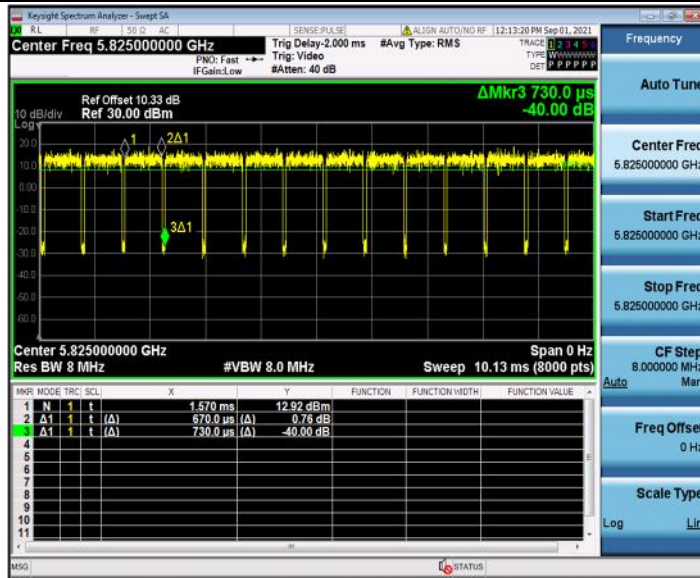 Keysight Spectrum Analyzer - Swept SA
RL RF 50 Ω AC SENSE:PULSE ALIGN AUTO/NO RF 12:13:20 PM Sep 01, 2021
Center Freq 5.825000000 GHz
Trig Delay-2.000 ms #Avg Type: RMS
TRACE 1 2 3 4 5 6
PNO: Fast Trig: Video
TYPE
IFGain:Low #Atten: 40 dB
DET P P P P P P
ΔMkr3 730.0 µs
-40.00 dB
Ref Offset 10.33 dB
10 dB/div Ref 30.00 dBm
Log
20.0
10.0
0.00
-10.0
-20.0
-30.0
-40.0
-50.0
-60.0
1
2Δ1
3Δ1
Center 5.825000000 GHz Span 0 Hz
Res BW 8 MHz #VBW 8.0 MHz Sweep 10.13 ms (8000 pts)
MKR MODE TRC SCL X Y FUNCTION FUNCTION WIDTH FUNCTION VALUE
1 N 1 t 1.570 ms 12.92 dBm
2 Δ1 1 t (Δ) 670.0 µs (Δ) 0.76 dB
3 Δ1 1 t (Δ) 730.0 µs (Δ) -40.00 dB
4
5
6
7
8
9
10
11
MSG STATUS
Frequency
Auto Tune
Center Freq
5.825000000 GHz
Start Freq
5.825000000 GHz
Stop Freq
5.825000000 GHz
CF Step
8.000000 MHz
Auto Man
Freq Offset
0 Hz
Scale Type
Log Lin